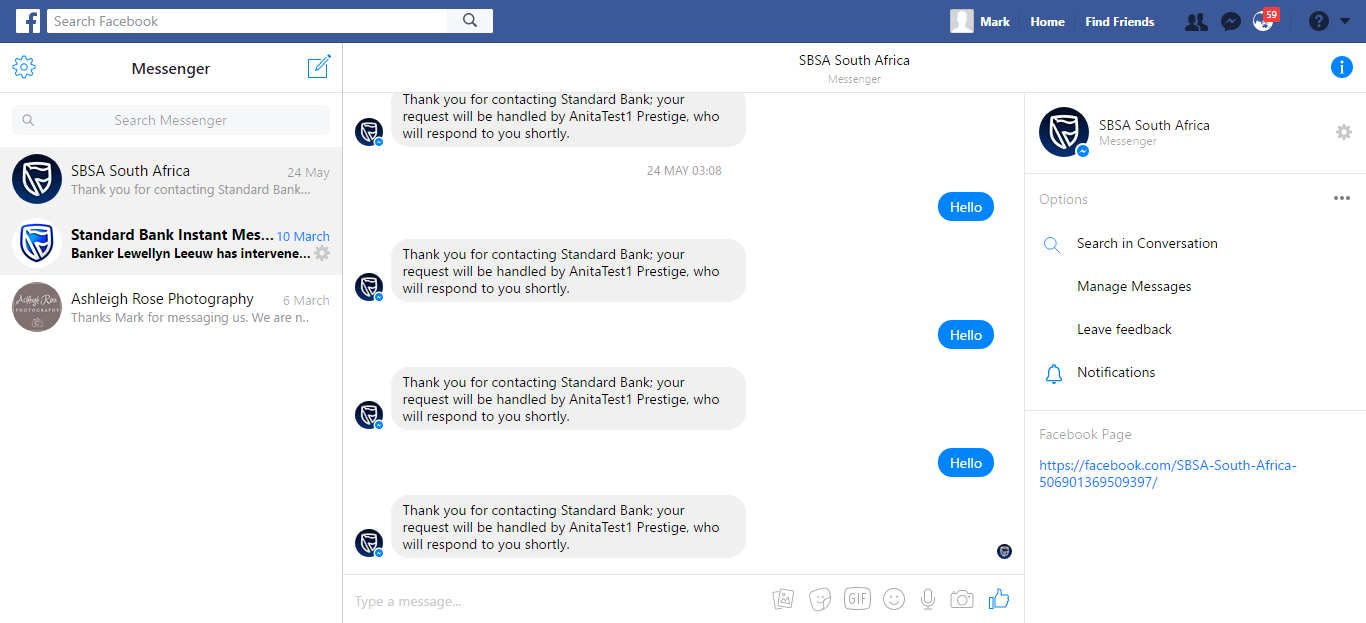 Search Facebook
Mark
Home
Find Friends
59
Messenger
Search Messenger
SBSA South Africa
24 May
Thank you for contacting Standard Bank...
Standard Bank Instant Mes...
10 March
Banker Lewellyn Leeuw has intervene...
Ashleigh Rose
PHOTOGRAPHY
Ashleigh Rose Photography
6 March
Thanks Mark for messaging us. We are n..
SBSA South Africa
Messenger
Thank you for contacting Standard Bank; your
request will be handled by AnitaTest1 Prestige, who
will respond to you shortly.
24 MAY 03:08
Hello
Thank you for contacting Standard Bank; your
request will be handled by AnitaTest1 Prestige, who
will respond to you shortly.
Hello
Thank you for contacting Standard Bank; your
request will be handled by AnitaTest1 Prestige, who
will respond to you shortly.
Hello
Thank you for contacting Standard Bank; your
request will be handled by AnitaTest1 Prestige, who
will respond to you shortly.
Type a message...
GIF
SBSA South Africa
Messenger
Options
Search in Conversation
Manage Messages
Leave feedback
Notifications
Facebook Page
https://facebook.com/SBSA-South-Africa-
506901369509397/